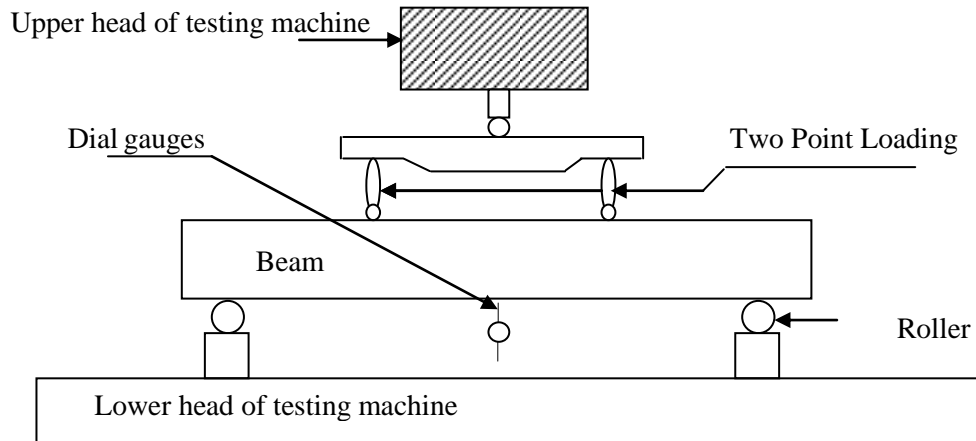 Upper head of testing machine
Dial gauges
Two Point Loading
Beam
Roller
Lower head of testing machine